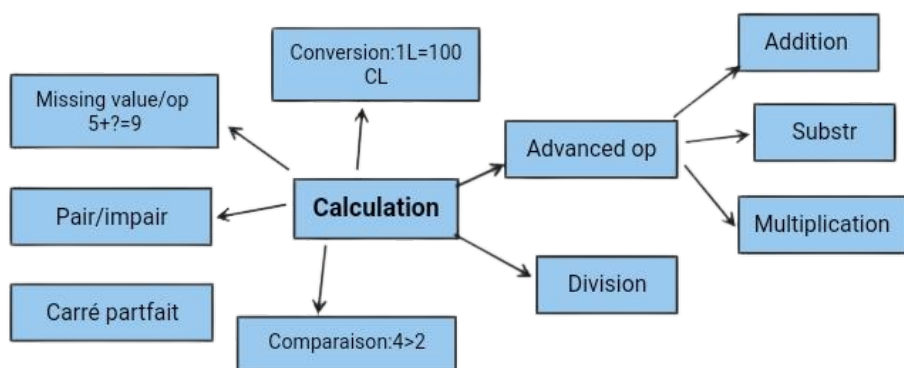 Conversion:1L=100
CL
Addition
Missing value/op
5+?=9
Advanced op
Substr
Calculation
Pair/impair
Multiplication
Division
Carré partfait
Comparaison:4>2